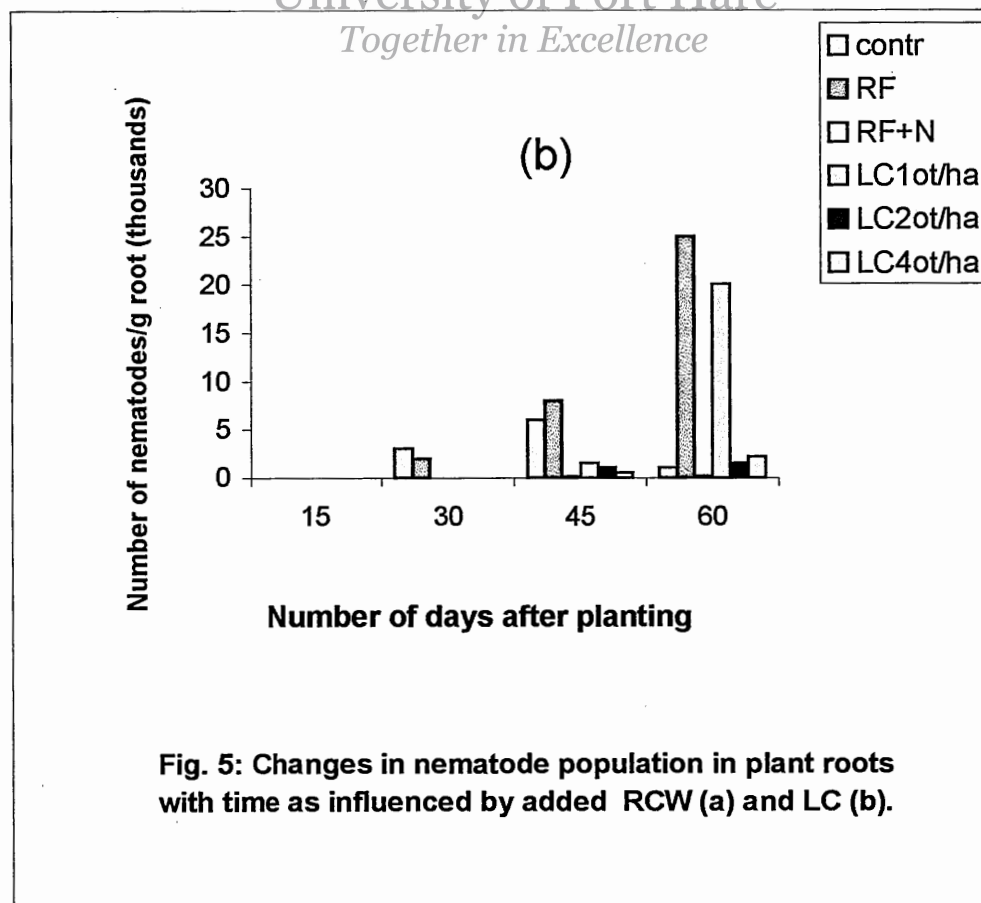 University of Fort Hare
Together in Excellence
contr
RF
RF+N
LC1ot/ha
LC2ot/ha
LC4ot/ha
(b)
Number of nematodes/g root (thousands)
30
25
20
15
10
5
0
15 30 45 60
Number of days after planting
Fig. 5: Changes in nematode population in plant roots
with time as influenced by added RCW (a) and LC (b).